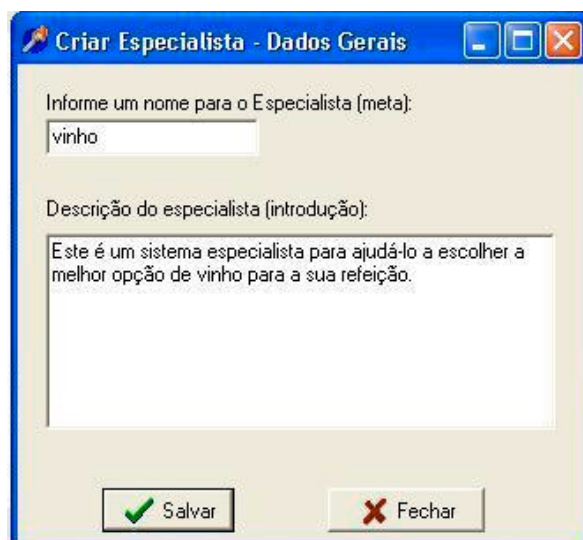 Criar Especialista - Dados Gerais
Informe um nome para o Especialista (meta):
vinho
Descrição do especialista (introdução):
Este é um sistema especialista para ajudá-lo a escolher a
melhor opção de vinho para a sua refeição.
Salvar
Fechar